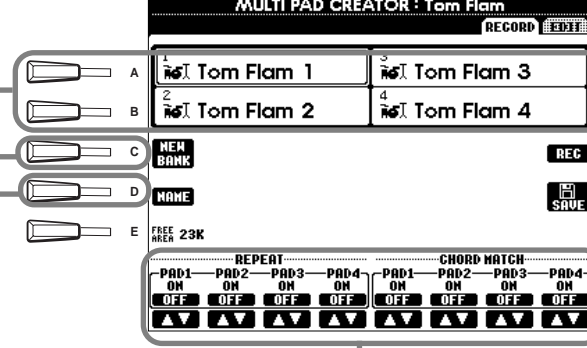 MULTI PAD CREATOR : Tom Flam
RECORD EDIT
A 1 Tom Flam 1 3 Tom Flam 3
B 2 Tom Flam 2 4 Tom Flam 4
C NEW BANK REC
D NAME SAVE
E FREE AREA 23K
REPEAT CHORD MATCH
PAD1 PAD2 PAD3 PAD4 PAD1 PAD2 PAD3 PAD4
ON ON ON ON ON ON ON ON
OFF OFF OFF OFF OFF OFF OFF OFF